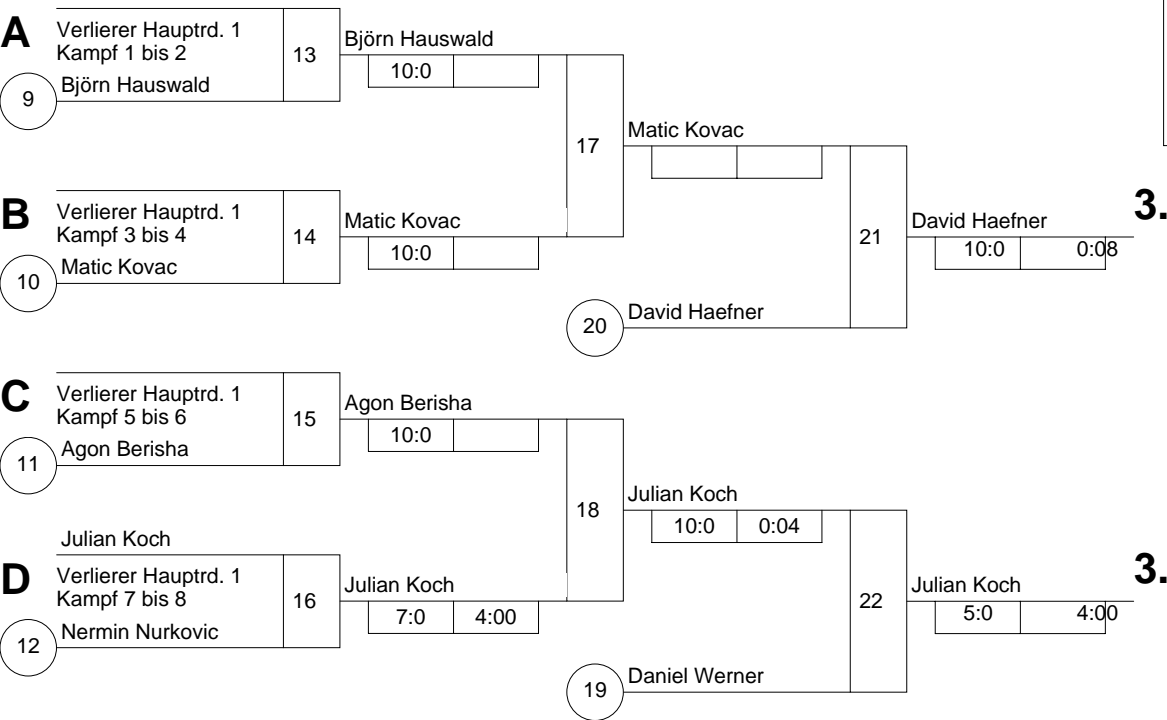 A
Verlierer Hauptrd. 1
Kampf 1 bis 2
13
Björn Hauswald
10:0
9
Björn Hauswald
17
Matic Kovac
B
Verlierer Hauptrd. 1
Kampf 3 bis 4
14
Matic Kovac
10:0
10
Matic Kovac
21
David Haefner
10:0
0:08
3.
20
David Haefner
C
Verlierer Hauptrd. 1
Kampf 5 bis 6
15
Agon Berisha
10:0
11
Agon Berisha
18
Julian Koch
10:0
0:04
Julian Koch
D
Verlierer Hauptrd. 1
Kampf 7 bis 8
16
Julian Koch
7:0
4:00
12
Nermin Nurkovic
22
Julian Koch
5:0
4:00
3.
19
Daniel Werner